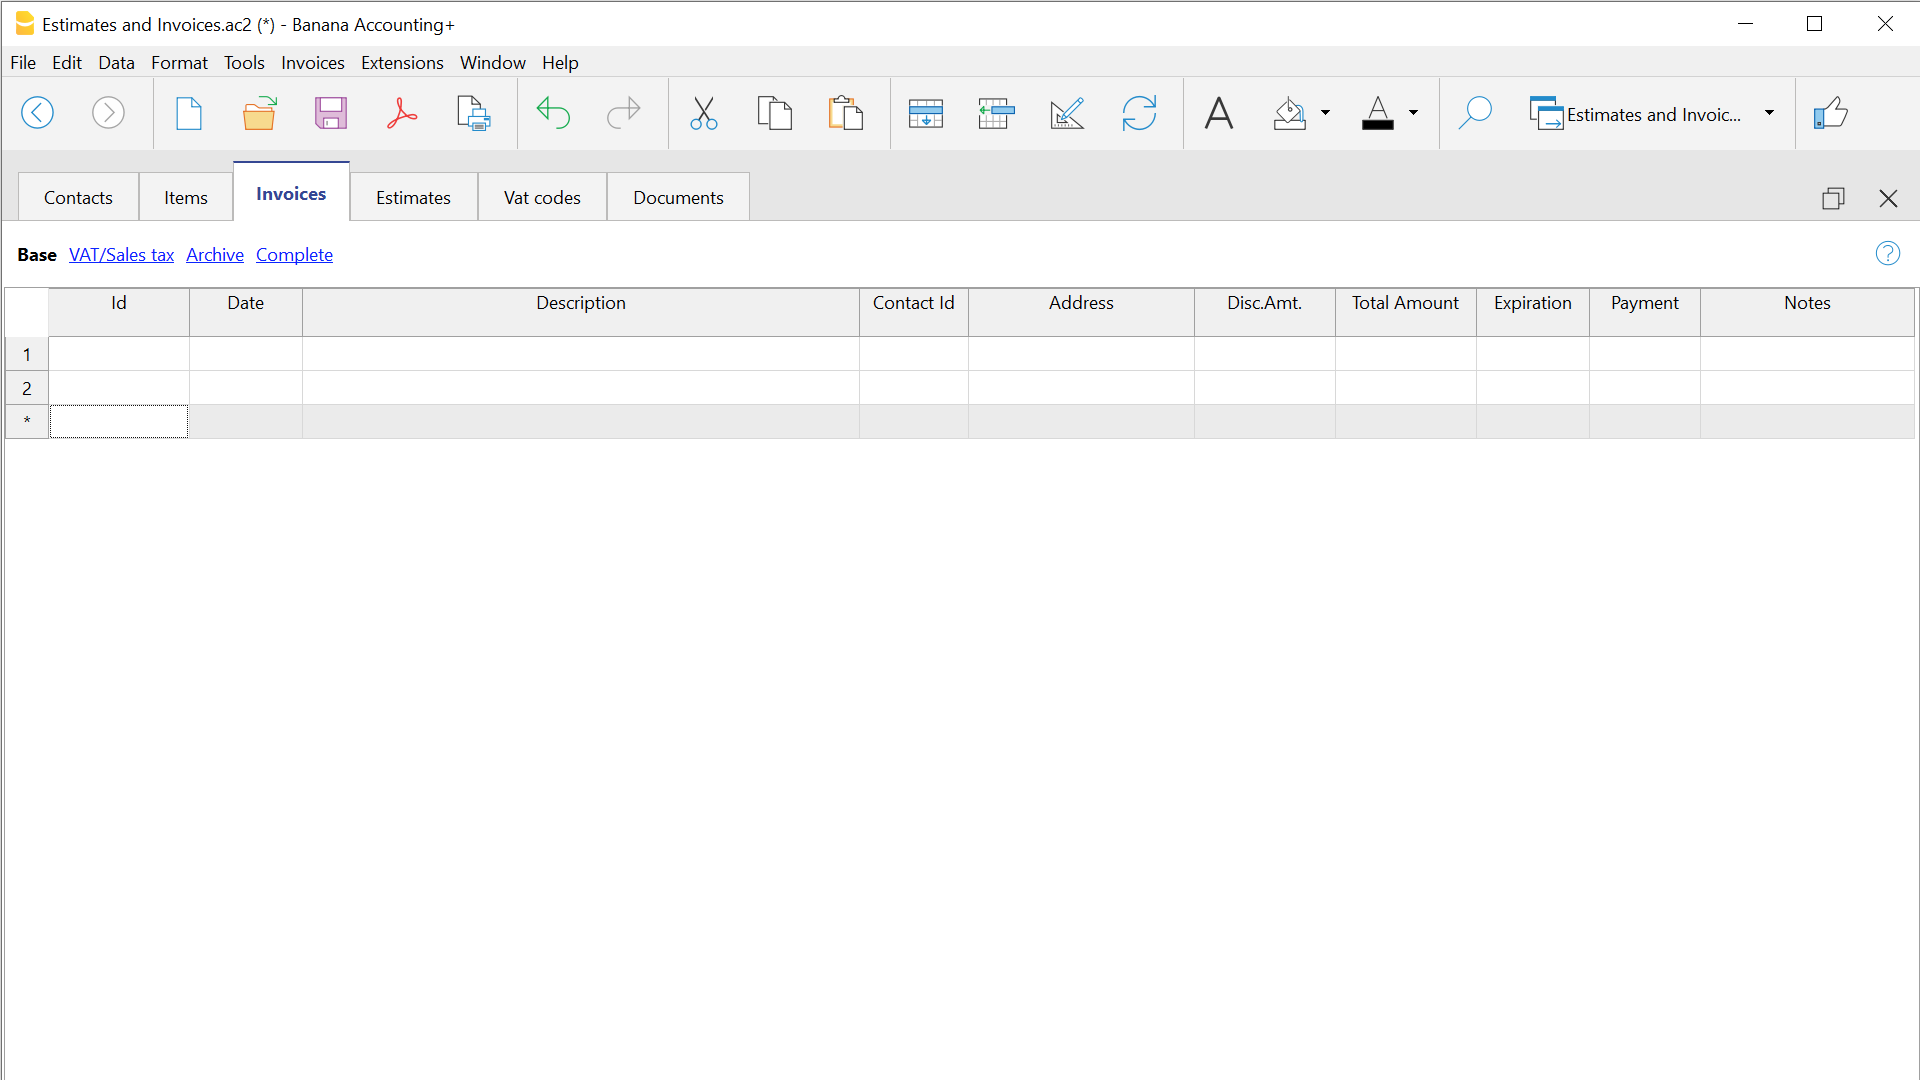 Estimates and Invoices.ac2 (*) - Banana Accounting+
File Edit Data Format Tools Invoices Extensions Window Help
Estimates and Invoic...
Contacts Items Invoices Estimates Vat codes Documents
Base VAT/Sales tax Archive Complete
Id Date Description Contact Id Address Disc.Amt. Total Amount Expiration Payment Notes
1
2
*